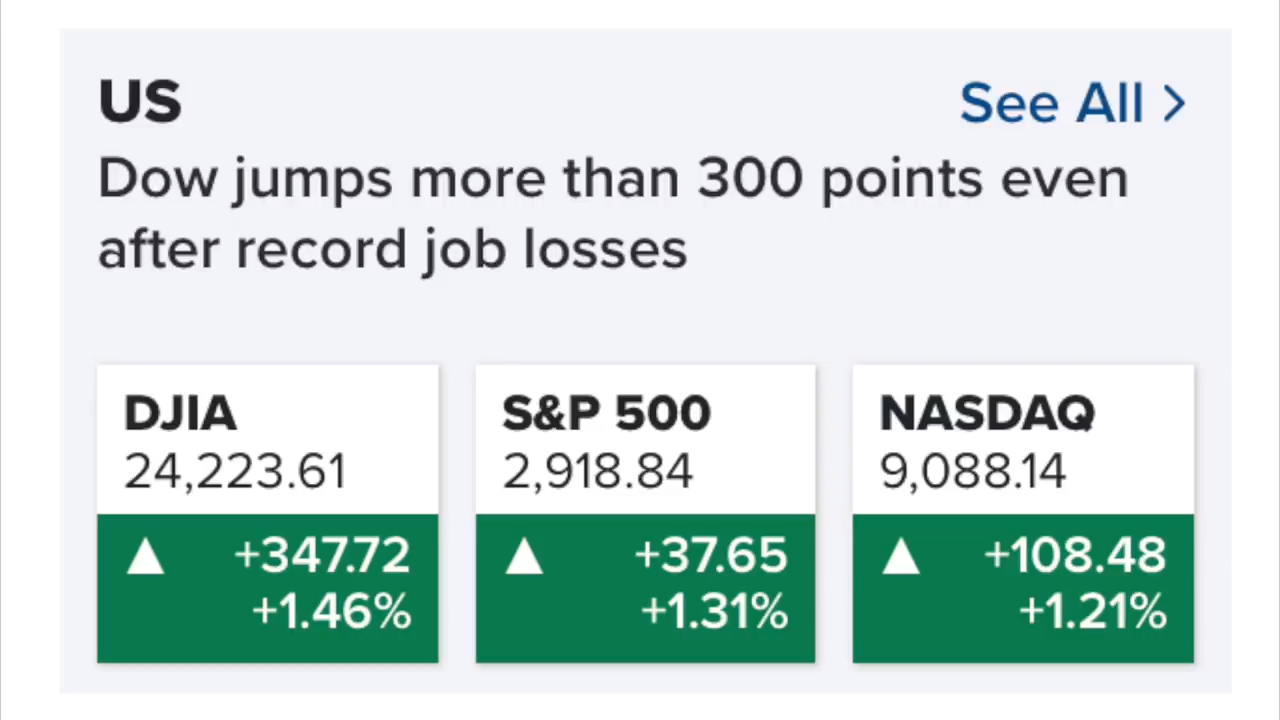 US
See All >
Dow jumps more than 300 points even
after record job losses
DJIA
24,223.61
▲ +347.72
+1.46%
S&P 500
2,918.84
▲ +37.65
+1.31%
NASDAQ
9,088.14
▲ +108.48
+1.21%